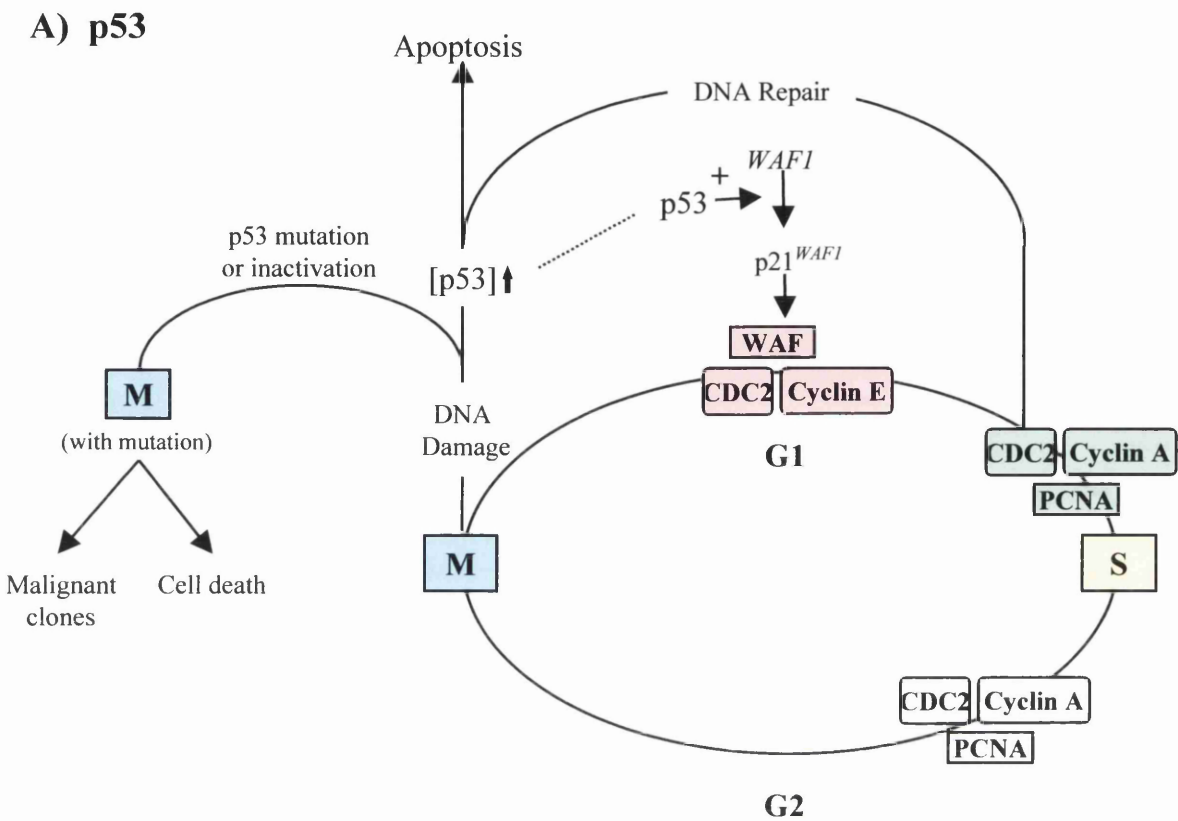 A) p53
Apoptosis
DNA Repair
WAF1
+
p53
p21WAF1
p53 mutation
or inactivation
[p53]
WAF
CDC2 Cyclin E
M
(with mutation)
DNA
Damage
G1
CDC2 Cyclin A
PCNA
M
S
Malignant
clones
Cell death
CDC2 Cyclin A
PCNA
G2